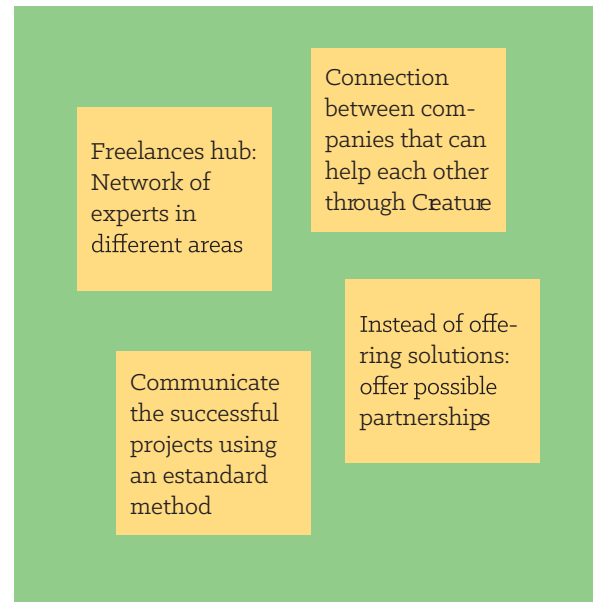 Freelances hub:
Network of
experts in
different areas
Connection
between com-
panies that can
help each other
through Creature
Instead of offe-
ring solutions:
offer possible
partnerships
Communicate
the successful
projects using
an estandard
method